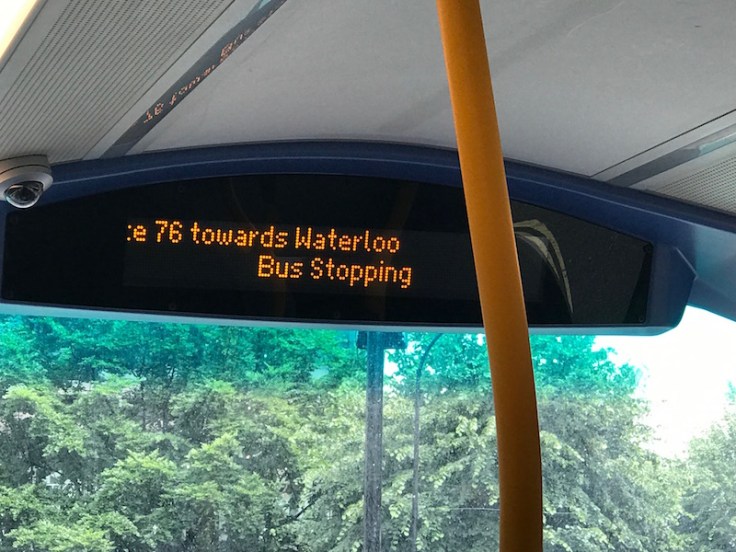 :e 76 towards Waterloo
Bus Stopping